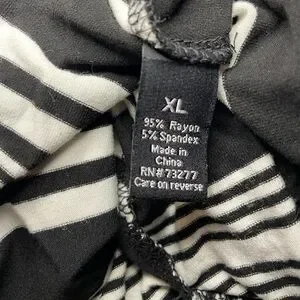 XL
95% Rayon
5% Spandex
Made in
China
RN#73277
Care on reverse